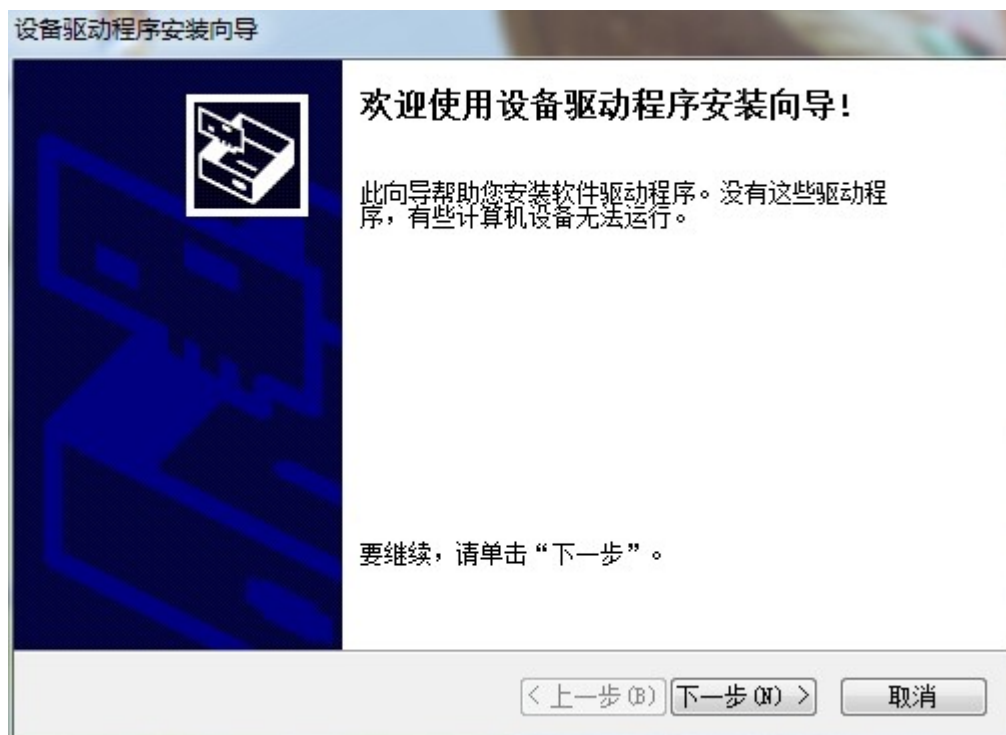 设备驱动程序安装向导
欢迎使用设备驱动程序安装向导!
此向导帮助您安装软件驱动程序。没有这些驱动程
序，有些计算机设备无法运行。
要继续，请单击“下一步”。
< 上一步(B) 下一步(N) > 取消